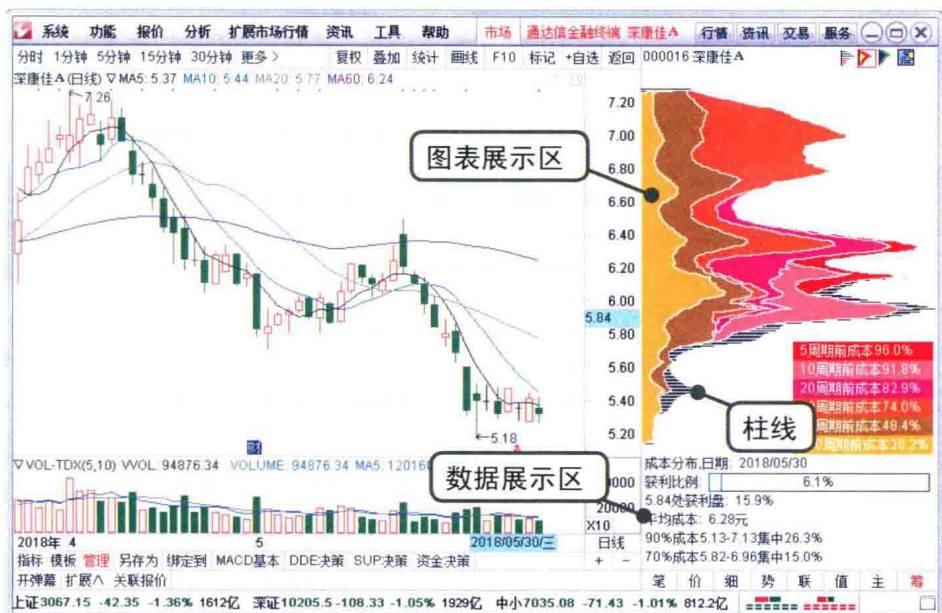 系统 功能 报价 分析 扩展市场行情 资讯 工具 帮助 市场 通达信金融终端 深康佳A 行情 资讯 交易 服务
分时 1分钟 5分钟 15分钟 30分钟 更多> 复权 叠加 统计 画线 F10 标记 +自选 返回 000016 深康佳A
深康佳A(日线) ▽MA5: 5.37 MA10: 5.44 MA20: 5.77 MA60: 6.24
←7.26
7.20
7.00
6.80
6.60
6.40
6.20
6.00
5.84
5.80
5.60
5.40
5.20
图表展示区
5周期前成本96.0%
10周期前成本91.8%
20周期前成本82.9%
周期前成本74.0%
周期前成本48.4%
周期前成本20.2%
柱线
←5.18
财
▽VOL-TDX(5,10) VVOL: 94876.34 VOLUME: 94876.34 MA5: 12016
数据展示区
20000
X10
2018年 4 5 2018/05/30/三 日线
成本分布,日期: 2018/05/30
获利比例: 6.1%
5.84处获利盘: 15.9%
平均成本: 6.28元
90%成本5.13-7.13集中26.3%
70%成本5.82-6.96集中15.0%
指标 模板 管理 另存为 绑定到 MACD基本 DDE决策 SUP决策 资金决策 + -
开弹幕 扩展∧ 关联报价 笔 价 细 势 联 值 主 筹
上证3067.15 -42.35 -1.36% 1612亿 深证10205.5 -108.33 -1.05% 1929亿 中小7035.08 -71.43 -1.01% 812.2亿